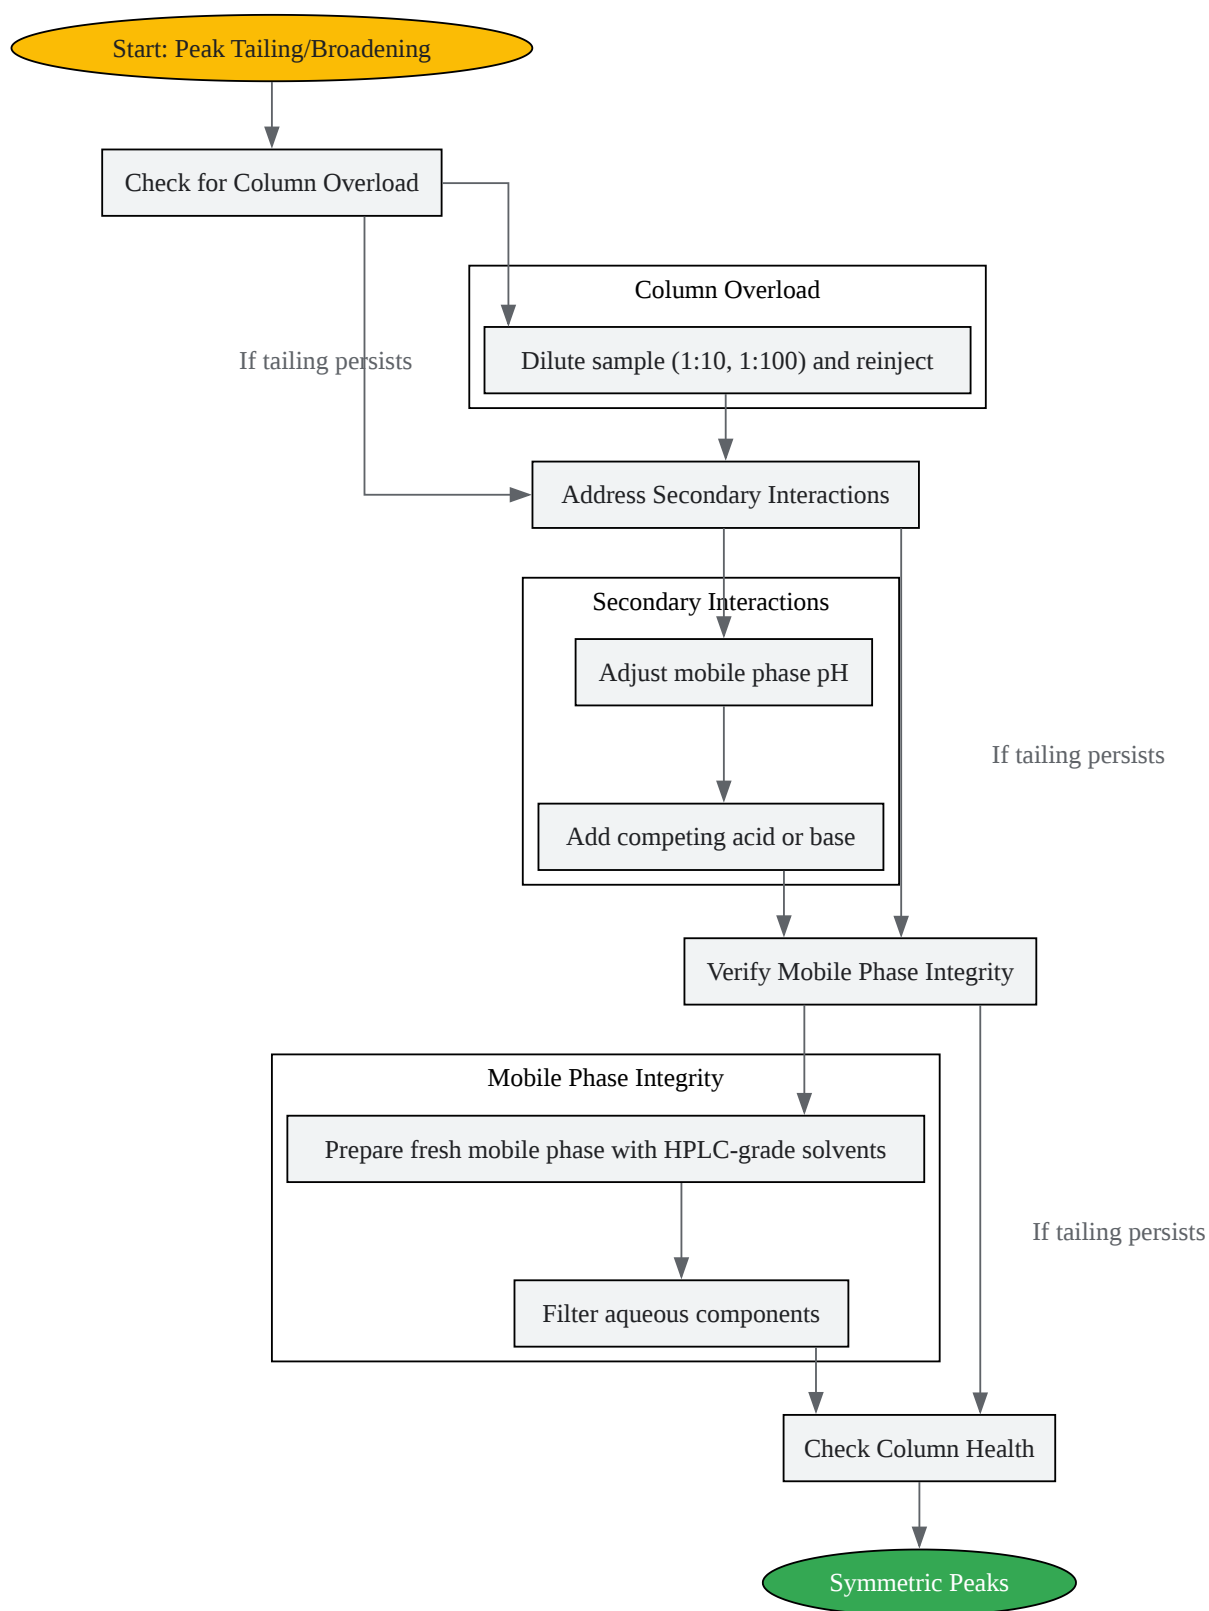 Start: Peak Tailing/Broadening
Check for Column Overload
Column Overload
If tailing persists
Dilute sample (1:10, 1:100) and reinject
Address Secondary Interactions
Secondary Interactions
Adjust mobile phase pH
If tailing persists
Add competing acid or base
Verify Mobile Phase Integrity
Mobile Phase Integrity
Prepare fresh mobile phase with HPLC-grade solvents
If tailing persists
Filter aqueous components
Check Column Health
Symmetric Peaks